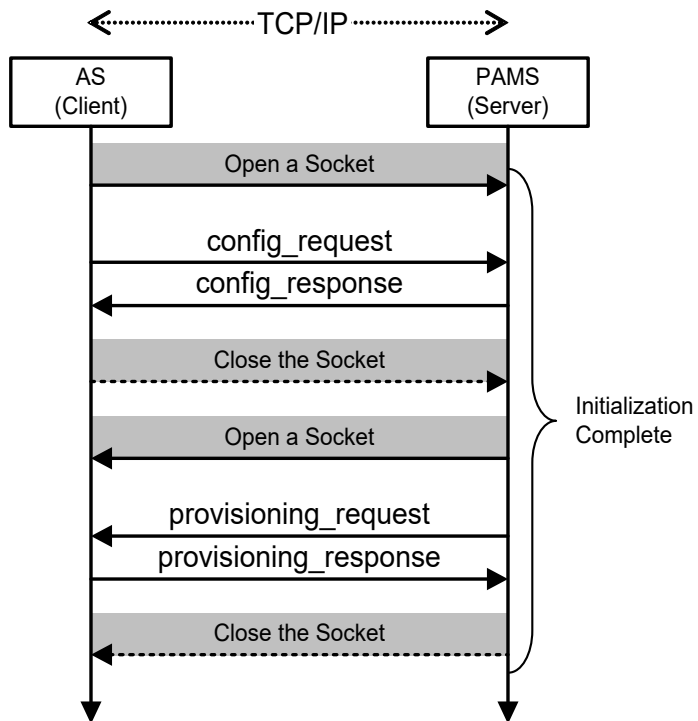 TCP/IP
AS
(Client)
PAMS
(Server)
Open a Socket
config_request
config_response
Close the Socket
Open a Socket
Initialization
Complete
provisioning_request
provisioning_response
Close the Socket